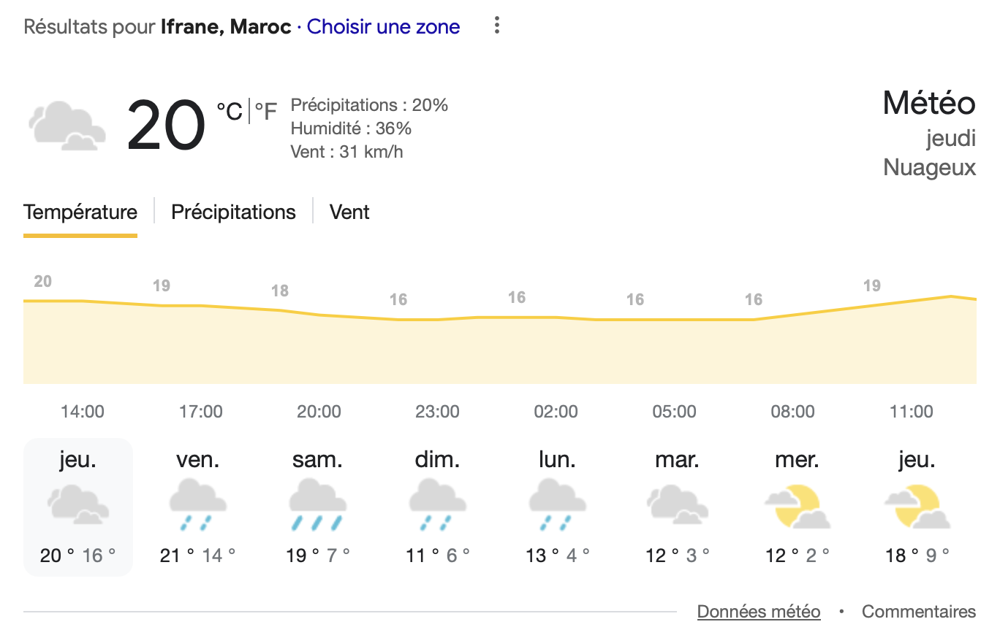 Résultats pour Ifrane, Maroc · Choisir une zone
20 °C | °F
Précipitations : 20%
Humidité : 36%
Vent : 31 km/h
Météo
jeudi
Nuageux
Température | Précipitations | Vent
20 19 18 16 16 16 16 19
14:00 17:00 20:00 23:00 02:00 05:00 08:00 11:00
jeu. ven. sam. dim. lun. mar. mer. jeu.
20 ° 16 ° 21 ° 14 ° 19 ° 7 ° 11 ° 6 ° 13 ° 4 ° 12 ° 3 ° 12 ° 2 ° 18 ° 9 °
Données météo • Commentaires